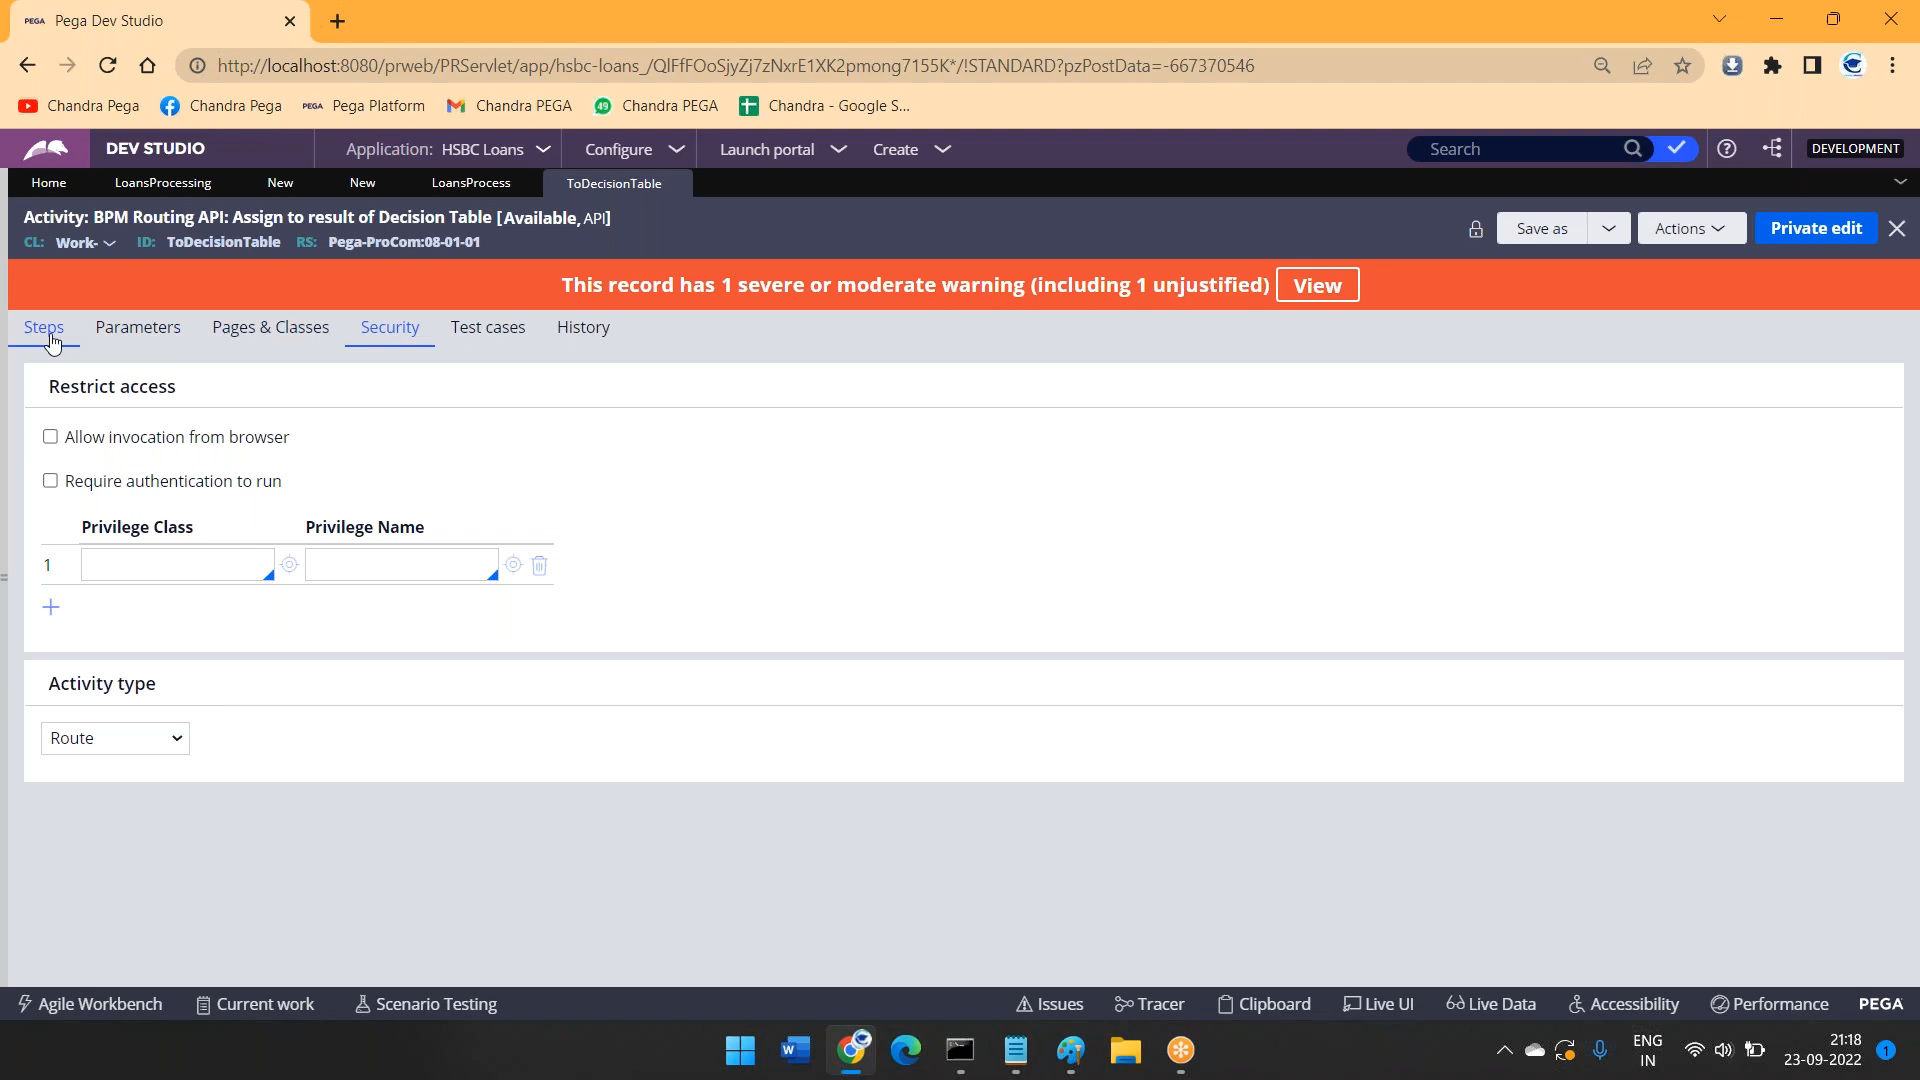 PEGA Pega Dev Studio
http://localhost:8080/prweb/PRServlet/app/hsbc-loans_/QlFfFOoSjyZj7zNxrE1XK2pmong7155K*/!STANDARD?pzPostData=-667370546
Chandra Pega
Chandra Pega
PEGA Pega Platform
Chandra PEGA
49 Chandra PEGA
Chandra - Google S...
DEV STUDIO
Application: HSBC Loans
Configure
Launch portal
Create
Search
DEVELOPMENT
Home
LoansProcessing
New
New
LoansProcess
ToDecisionTable
Activity: BPM Routing API: Assign to result of Decision Table [Available, API]
CL: Work- ID: ToDecisionTable RS: Pega-ProCom:08-01-01
Save as
Actions
Private edit
This record has 1 severe or moderate warning (including 1 unjustified) View
Steps
Parameters
Pages & Classes
Security
Test cases
History
Restrict access
Allow invocation from browser
Require authentication to run
Privilege Class
Privilege Name
1
Activity type
Route
Agile Workbench
Current work
Scenario Testing
Issues
Tracer
Clipboard
Live UI
Live Data
Accessibility
Performance
PEGA
ENG
IN
21:18
23-09-2022
1